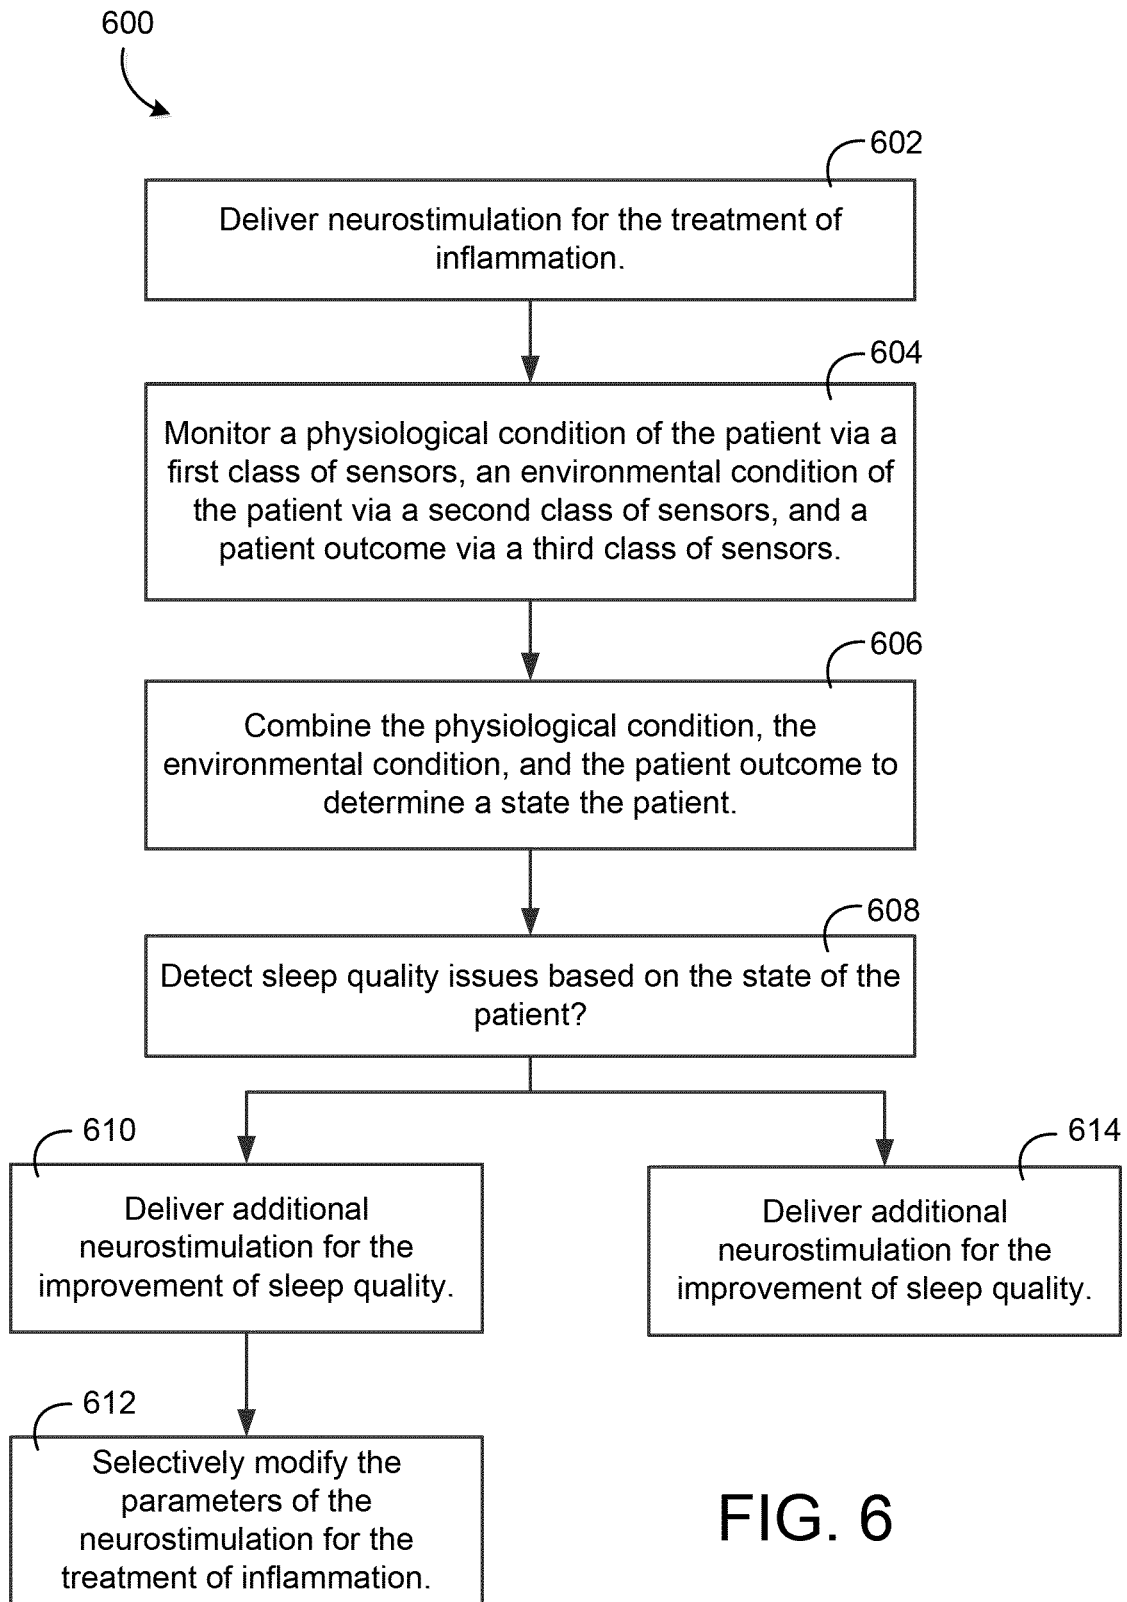 600
602
Deliver neurostimulation for the treatment of
inflammation.
604
Monitor a physiological condition of the patient via a
first class of sensors, an environmental condition of
the patient via a second class of sensors, and a
patient outcome via a third class of sensors.
606
Combine the physiological condition, the
environmental condition, and the patient outcome to
determine a state the patient.
608
Detect sleep quality issues based on the state of the
patient?
610
Deliver additional
neurostimulation for the
improvement of sleep quality.
614
Deliver additional
neurostimulation for the
improvement of sleep quality.
612
Selectively modify the
parameters of the
neurostimulation for the
treatment of inflammation.
FIG. 6